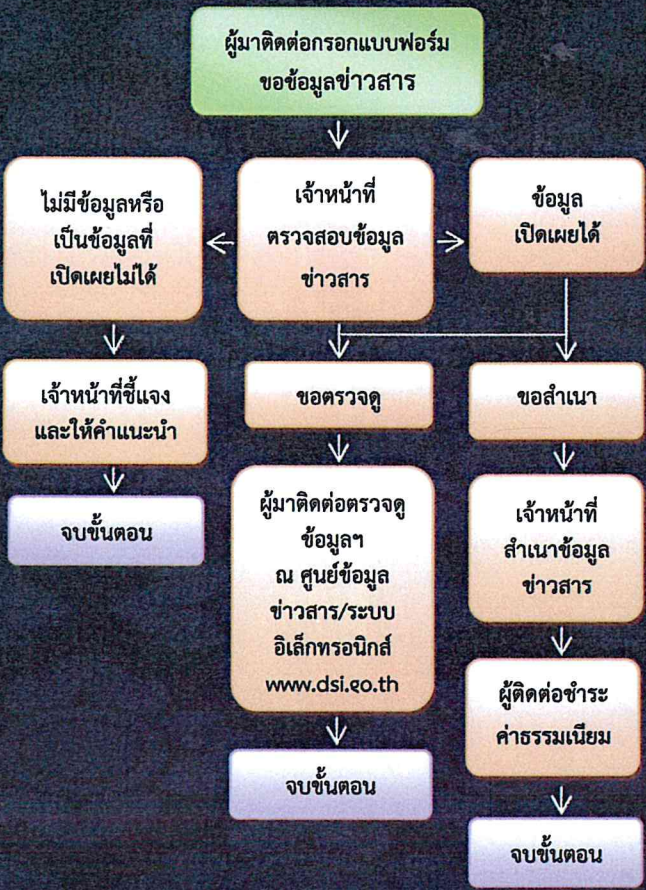 ผู้มาติดต่อกรอกแบบฟอร์ม
ขอข้อมูลข่าวสาร
ไม่มีข้อมูลหรือ
เป็นข้อมูลที่
เปิดเผยไม่ได้
เจ้าหน้าที่
ตรวจสอบข้อมูล
ข่าวสาร
ข้อมูล
เปิดเผยได้
เจ้าหน้าที่ชี้แจง
และให้คำแนะนำ
ขอตรวจดู
ขอสำเนา
จบขั้นตอน
ผู้มาติดต่อตรวจดู
ข้อมูลฯ
ณ ศูนย์ข้อมูล
ข่าวสาร/ระบบ
อิเล็กทรอนิกส์
www.dsi.go.th
เจ้าหน้าที่
สำเนาข้อมูล
ข่าวสาร
ผู้ติดต่อชำระ
ค่าธรรมเนียม
จบขั้นตอน
จบขั้นตอน